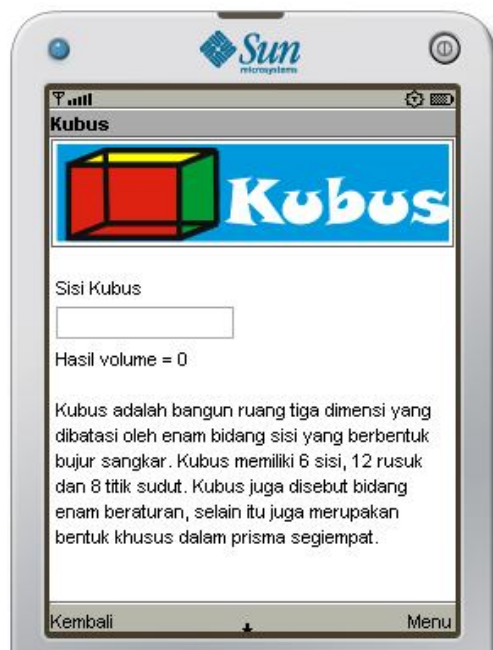 Sun
microsystems
Kubus
Kubus
Sisi Kubus
Hasil volume = 0
Kubus adalah bangun ruang tiga dimensi yang
dibatasi oleh enam bidang sisi yang berbentuk
bujur sangkar. Kubus memiliki 6 sisi, 12 rusuk
dan 8 titik sudut. Kubus juga disebut bidang
enam beraturan, selain itu juga merupakan
bentuk khusus dalam prisma segiempat.
Kembali Menu